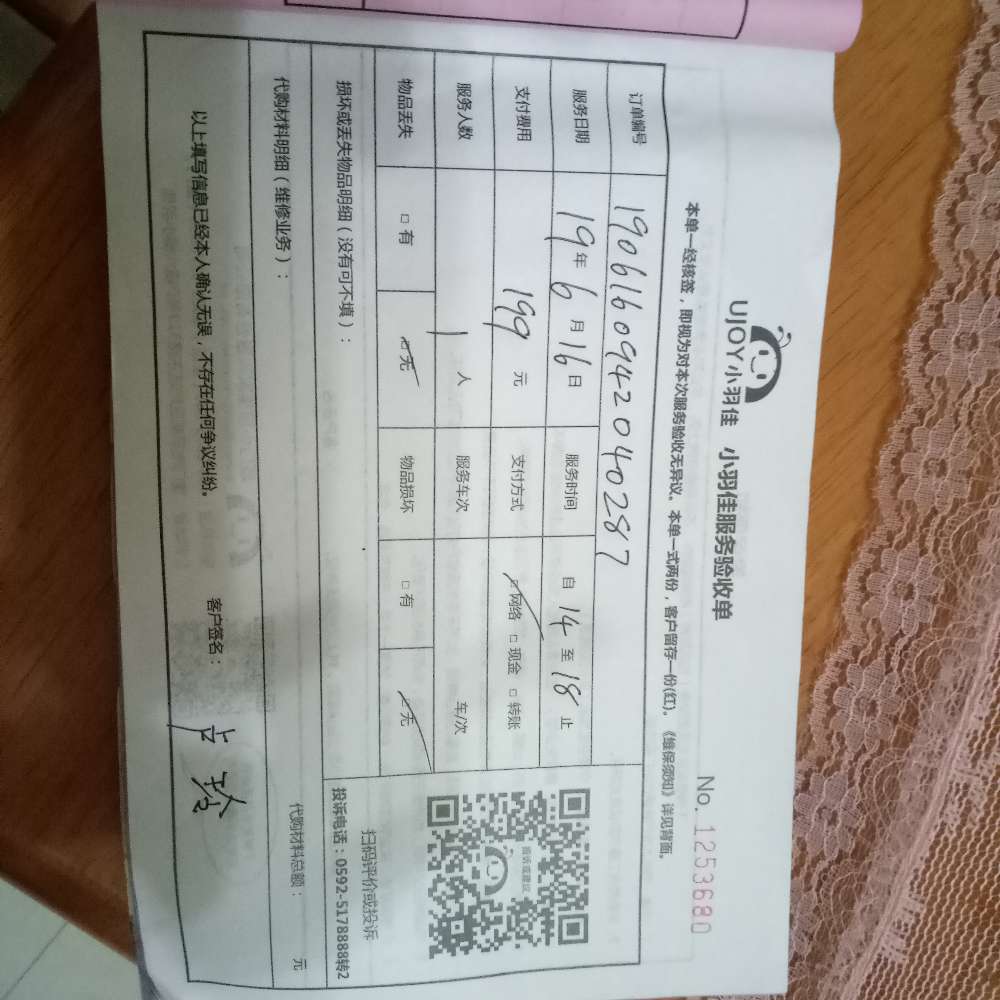 UJOY小羽佳 小羽佳服务验收单
No. 1253680
本单一经核签，即视为对本次服务验收无异议。本单一式两份，客户留存一份(红)。《维保须知》详见背面。
订单编号 1906160942040287
服务日期 19年6月16日 服务时间 自14至18止
支付费用 199元 支付方式 ☑网络 □现金 □转账
服务人数 1人 服务车次 车/次
物品丢失 □有 ☑无 物品损坏 □有 ☑无
投诉或建议
扫码评价或投诉
投诉电话：0592-5178888转2
损坏或丢失物品明细（没有可不填）：
代购材料明细（维修业务）： 代购材料总额： 元
以上填写信息已经本人确认无误，不存在任何争议纠纷。 客户签名：